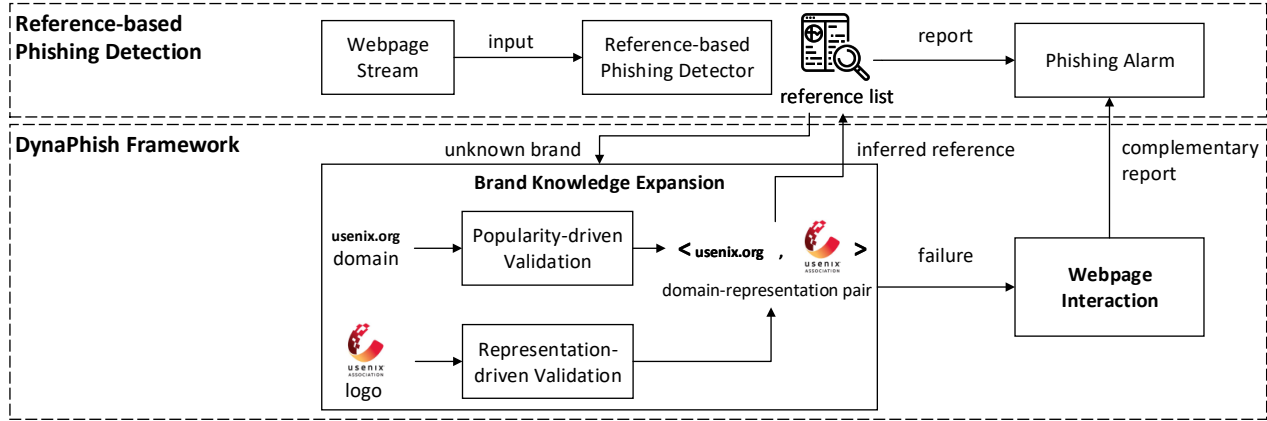 Reference-based
Phishing Detection
Webpage
Stream
input
Reference-based
Phishing Detector
reference list
report
Phishing Alarm
DynaPhish Framework
unknown brand
inferred reference
complementary
report
Brand Knowledge Expansion
usenix.org
domain
Popularity-driven
Validation
< usenix.org , >
usenix
ASSOCIATION
domain-representation pair
failure
Webpage
Interaction
usenix
ASSOCIATION
logo
Representation-
driven Validation